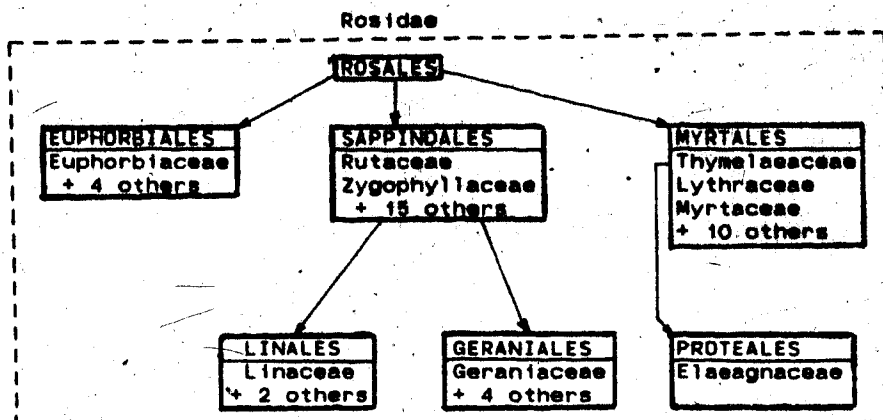 Rosidae
ROSALES
EUPHORBIALES
Euphorbiaceae
+ 4 others
SAPPINDALES
Rutaceae
Zygophyllaceae
+ 15 others
MYRTALES
Thymelaeaceae
Lythraceae
Myrtaceae
+ 10 others
LINALES
Linaceae
+ 2 others
GERANIALES
Geraniaceae
+ 4 others
PROTEALES
Elaeagnaceae